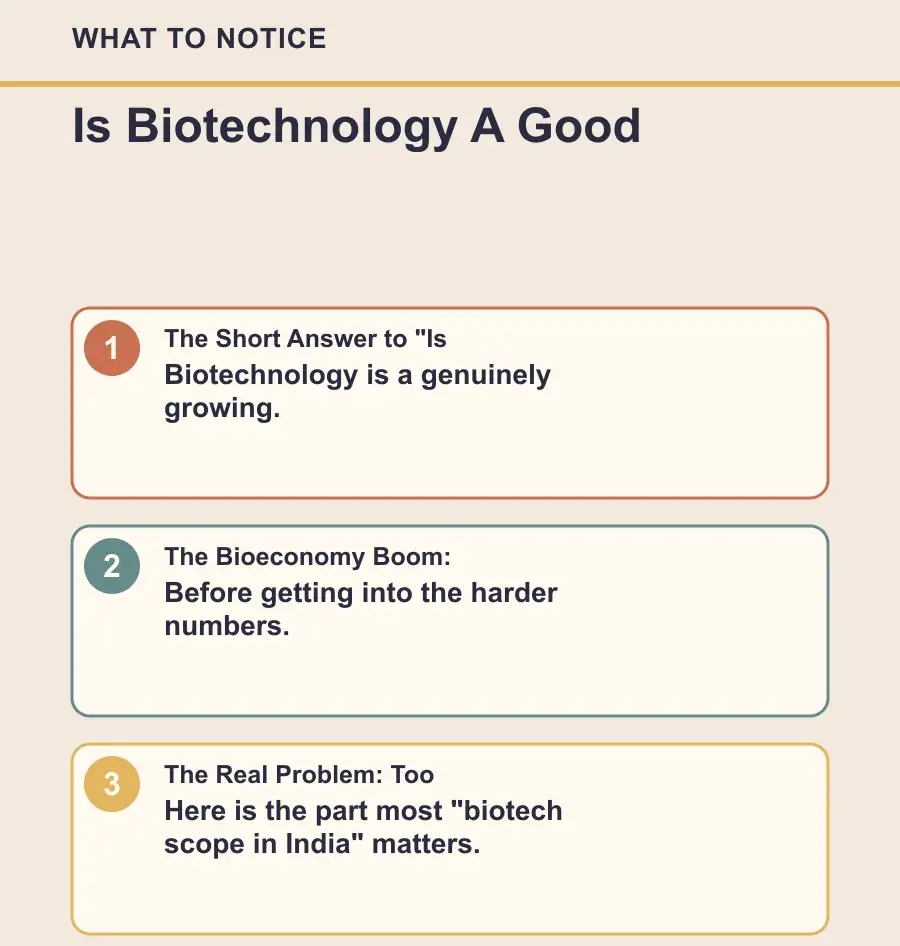 WHAT TO NOTICE
Is Biotechnology A Good
1
The Short Answer to "Is
Biotechnology is a genuinely
growing.
2
The Bioeconomy Boom:
Before getting into the harder
numbers.
3
The Real Problem: Too
Here is the part most "biotech
scope in India" matters.